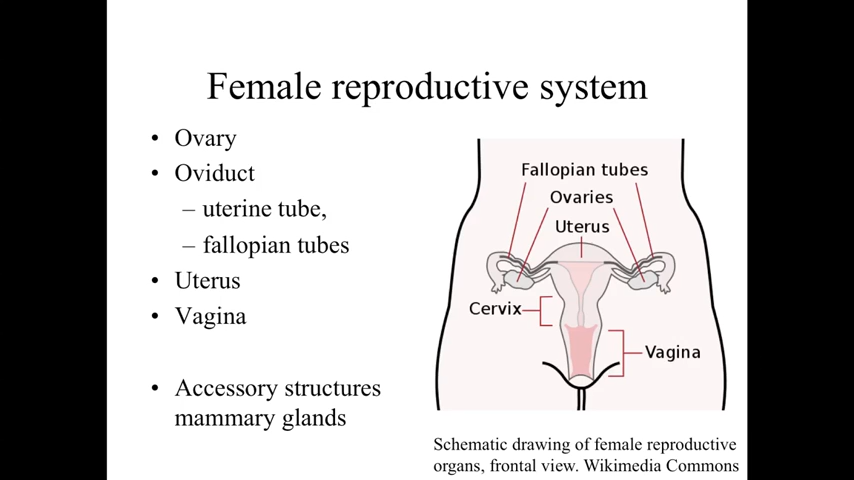 Female reproductive system
• Ovary
• Oviduct
– uterine tube,
– fallopian tubes
• Uterus
• Vagina
• Accessory structures
mammary glands
Fallopian tubes
Ovaries
Uterus
Cervix
Vagina
Schematic drawing of female reproductive
organs, frontal view. Wikimedia Commons